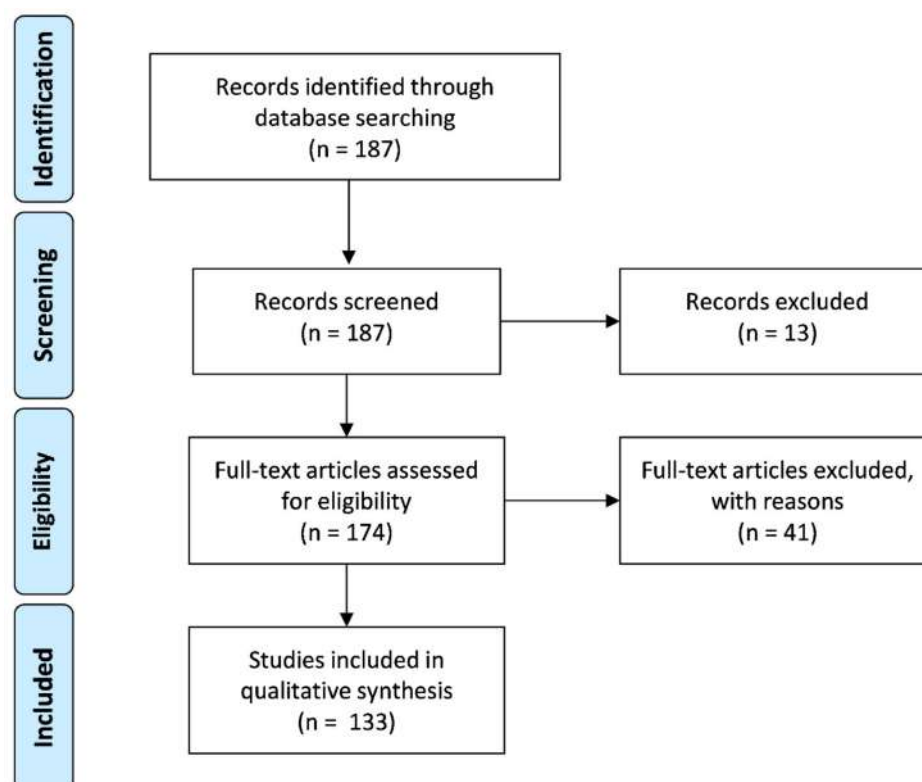 Identification
Records identified through
database searching
(n = 187)
Screening
Records screened
(n = 187)
Records excluded
(n = 13)
Eligibility
Full-text articles assessed
for eligibility
(n = 174)
Full-text articles excluded,
with reasons
(n = 41)
Included
Studies included in
qualitative synthesis
(n = 133)